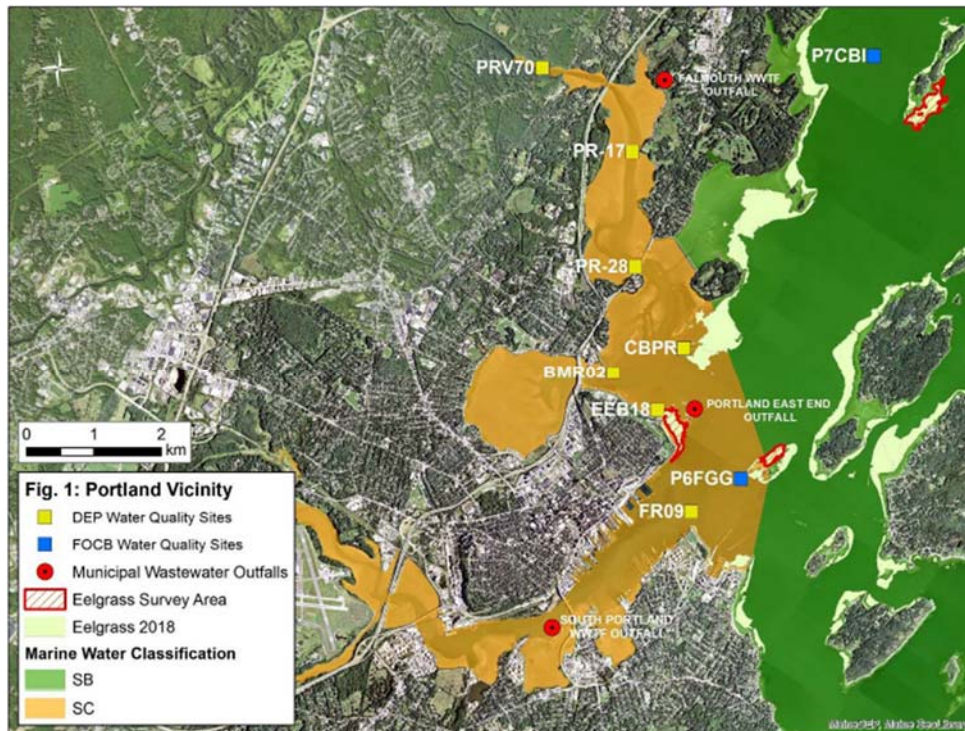 P7CBI
PRV70
FALMOUTH WWTF
OUTFALL
PR-17
PR-28
CBPR
BMR02
EEB18
PORTLAND EAST END
OUTFALL
P6FGG
FR09
SOUTH PORTLAND
WWTF OUTFALL
0 1 2
km
Fig. 1: Portland Vicinity
DEP Water Quality Sites
FOCB Water Quality Sites
Municipal Wastewater Outfalls
Eelgrass Survey Area
Eelgrass 2018
Marine Water Classification
SB
SC